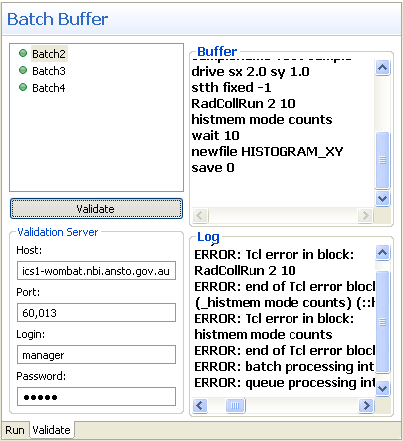 Batch Buffer
Batch2
Batch3
Batch4
Validate
Validation Server
Host:
ics1-wombat.nbi.ansto.gov.au
Port:
60,013
Login:
manager
Password:
●●●●●
Buffer
drive sx 2.0 sy 1.0
stth fixed -1
RadCollRun 2 10
histmem mode counts
wait 10
newfile HISTOGRAM_XY
save 0
Log
ERROR: Tcl error in block:
RadCollRun 2 10
ERROR: end of Tcl error block
(_histmem mode counts) (::h
ERROR: Tcl error in block:
histmem mode counts
ERROR: end of Tcl error block
ERROR: batch processing int
ERROR: queue processing int
Run
Validate